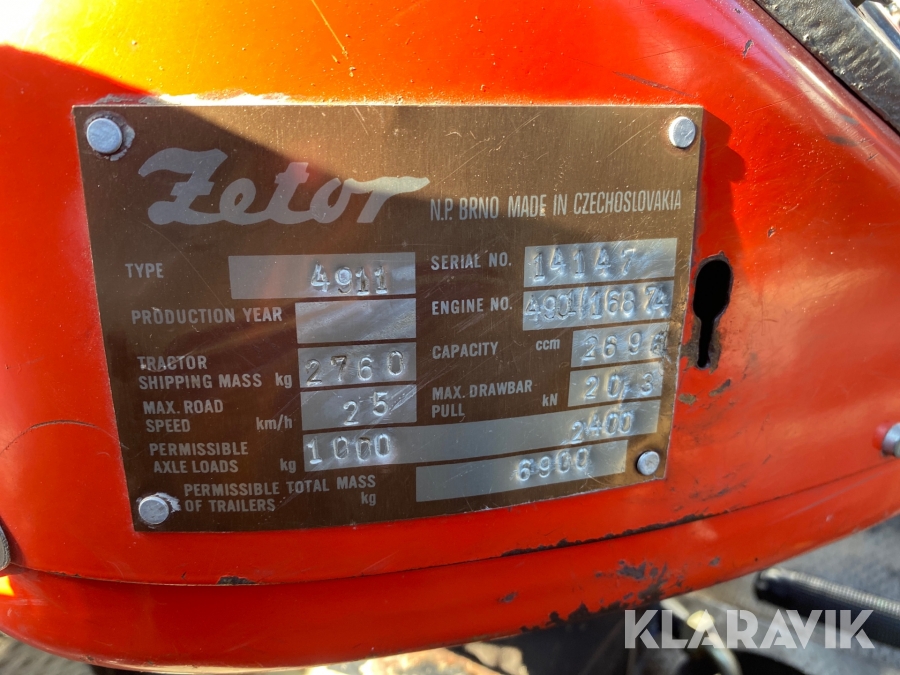 Zetor
N.P. BRNO MADE IN CZECHOSLOVAKIA
TYPE 4911
SERIAL NO. 14147
PRODUCTION YEAR
ENGINE NO.
TRACTOR SHIPPING MASS kg 2760
CAPACITY ccm 2696
MAX. ROAD SPEED km/h 25
MAX. DRAWBAR PULL kN 20,3
PERMISSIBLE AXLE LOADS kg 1000 2400
PERMISSIBLE TOTAL MASS OF TRAILERS kg 6900
KLARAVIK